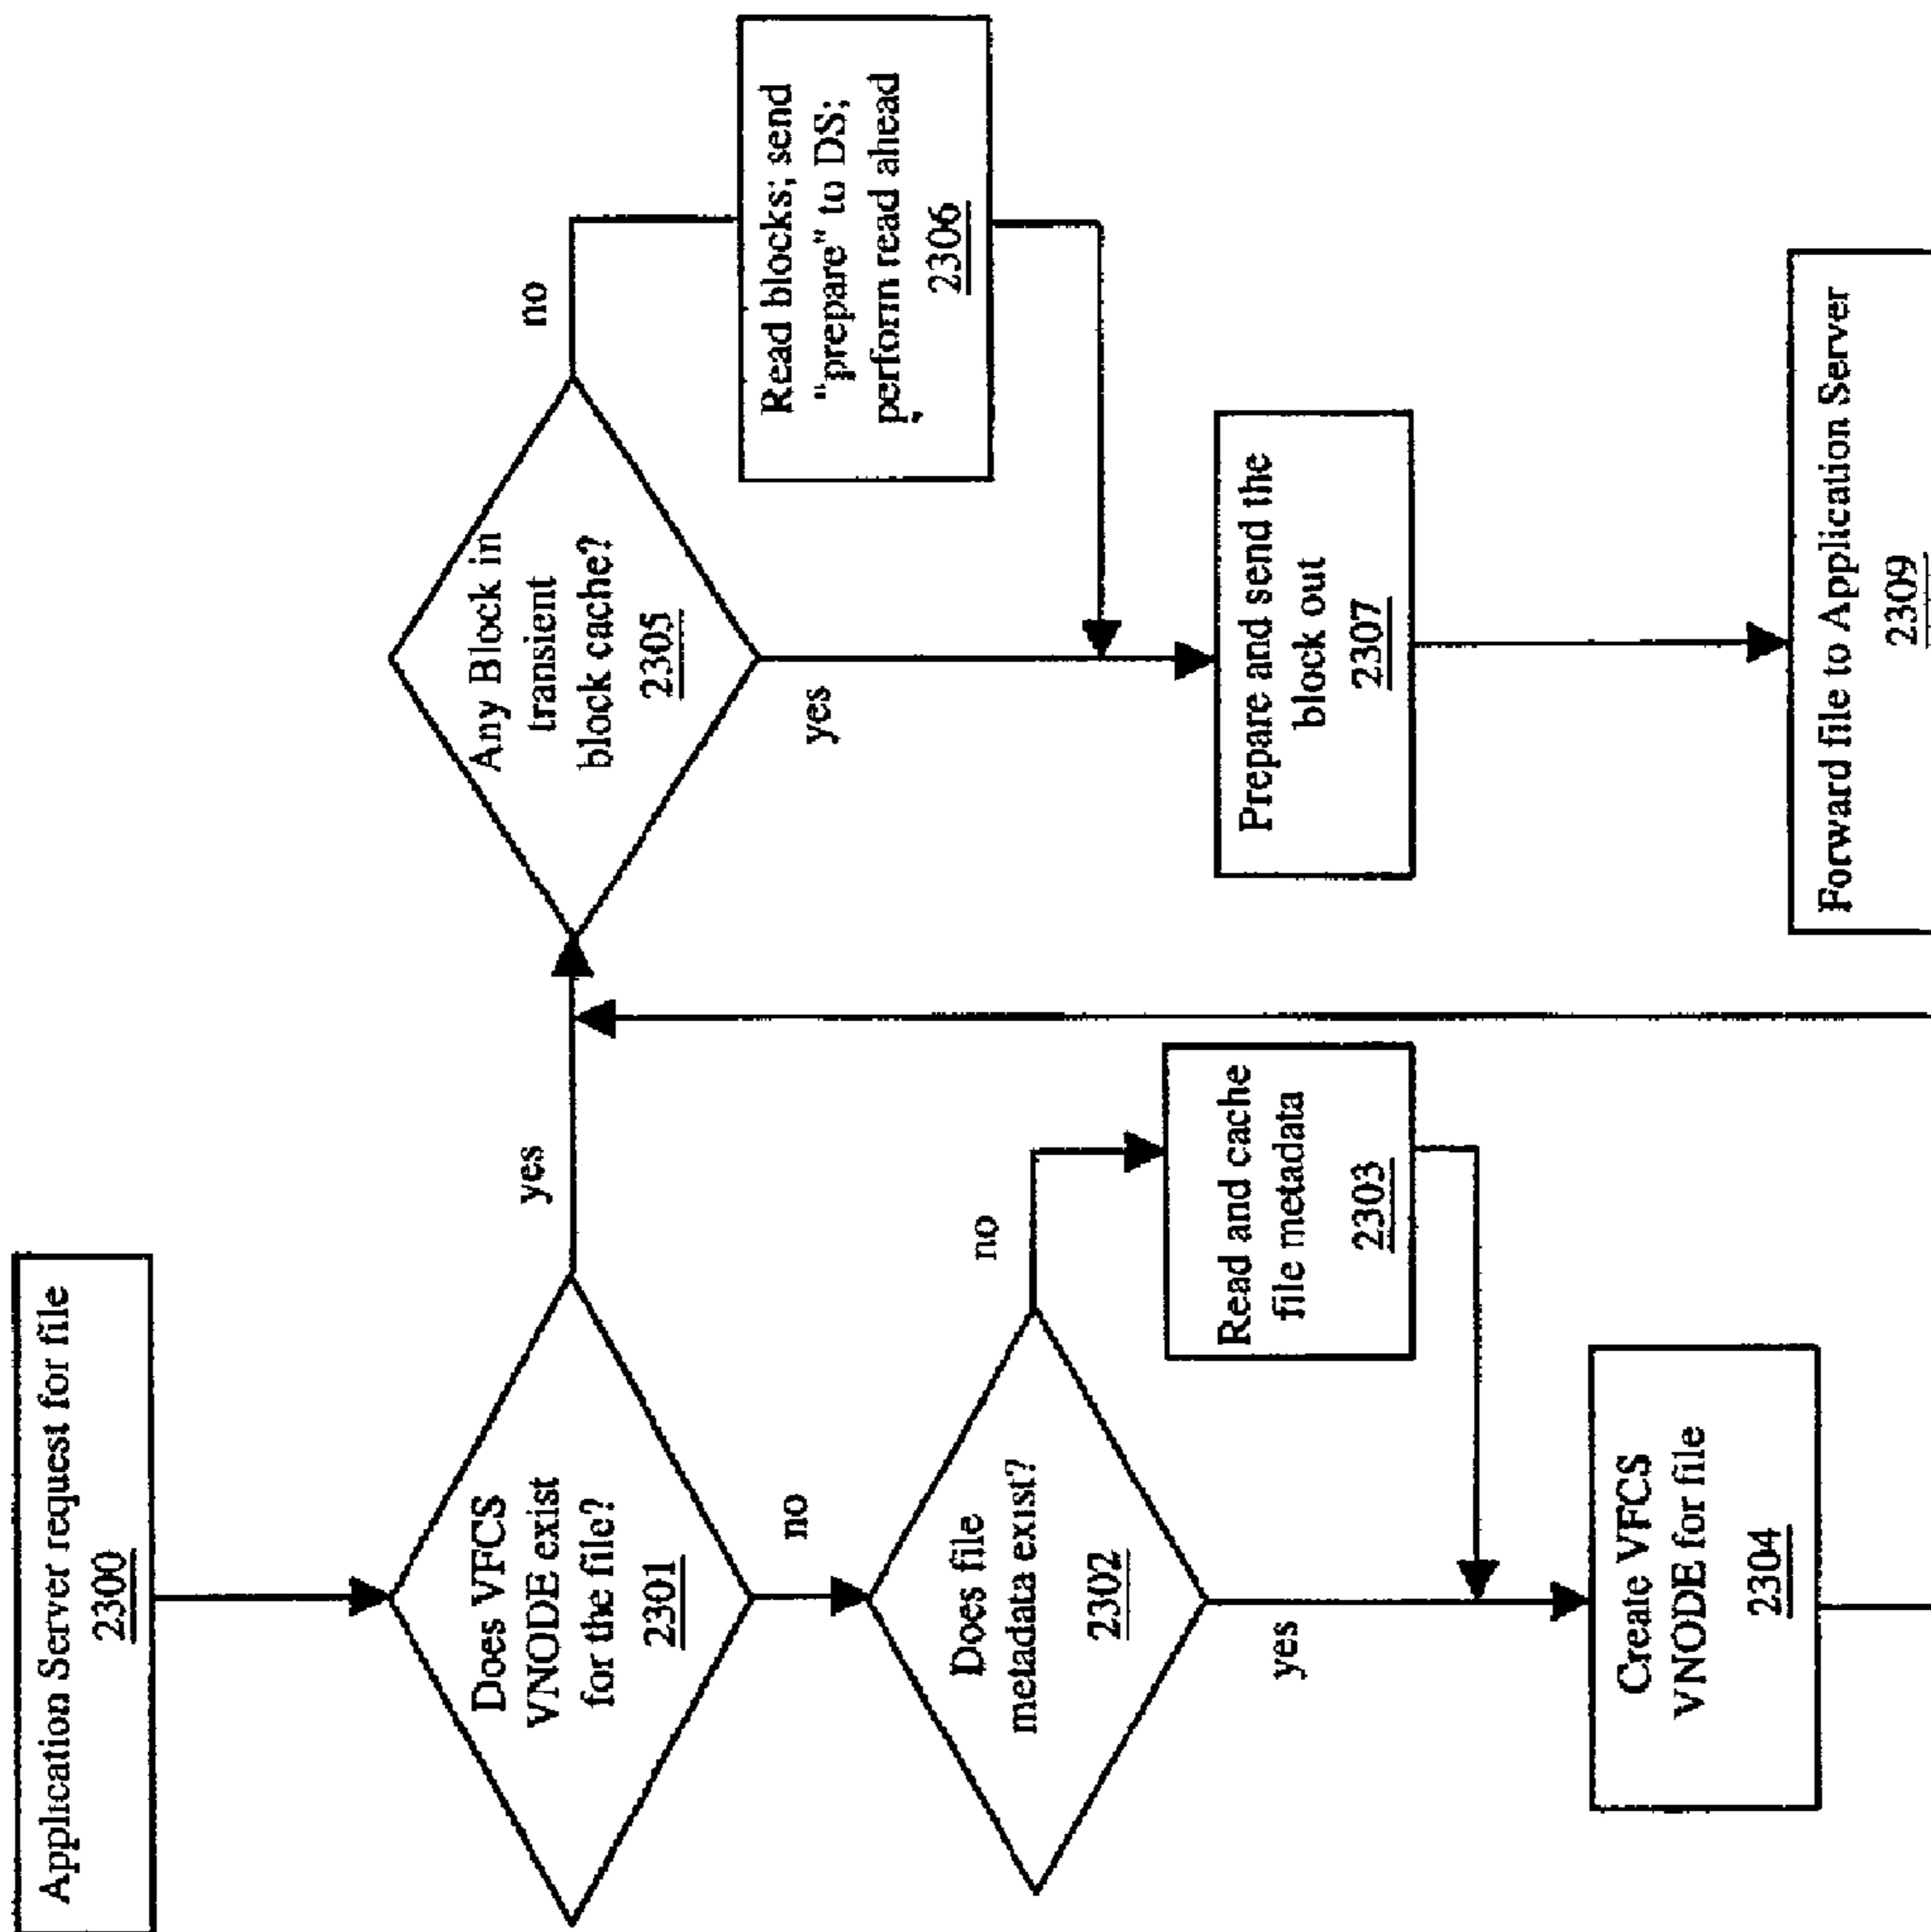 Application Server request for file
2300
Does VFCS
VNODE exist
for the file?
2301
yes
no
Does file
metadata exist?
2302
no
yes
Read and cache
file metadata
2303
Create VFCS
VNODE for file
2304
Any Block in
transient
block cache?
2305
no
yes
Read blocks; send
"prepare" to DS;
perform read ahead
;
2306
Prepare and send the
block out
2307
Forward file to Application Server
2309